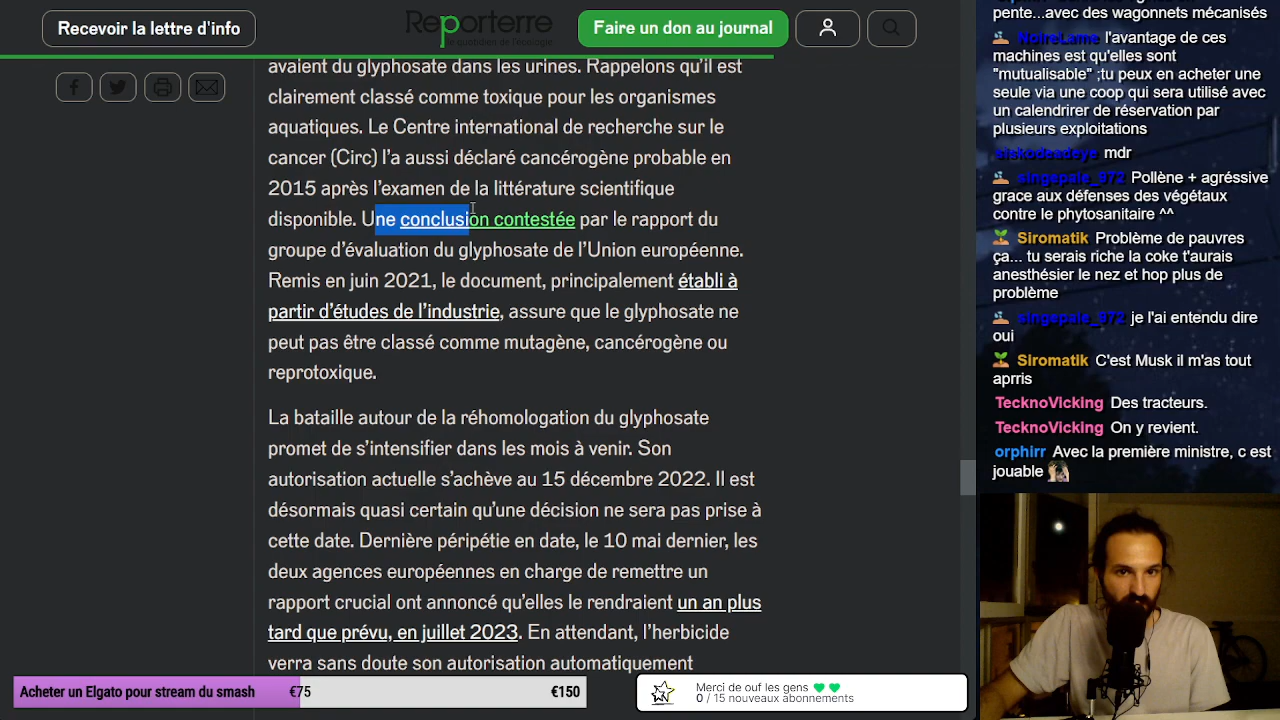 Recevoir la lettre d'info
Reporterre
le quotidien de l'écologie
Faire un don au journal
avaient du glyphosate dans les urines. Rappelons qu'il est
clairement classé comme toxique pour les organismes
aquatiques. Le Centre international de recherche sur le
cancer (Circ) l'a aussi déclaré cancérogène probable en
2015 après l'examen de la littérature scientifique
disponible. Une conclusion contestée par le rapport du
groupe d'évaluation du glyphosate de l'Union européenne.
Remis en juin 2021, le document, principalement établi à
partir d'études de l'industrie, assure que le glyphosate ne
peut pas être classé comme mutagène, cancérogène ou
reprotoxique.
La bataille autour de la réhomologation du glyphosate
promet de s'intensifier dans les mois à venir. Son
autorisation actuelle s'achève au 15 décembre 2022. Il est
désormais quasi certain qu'une décision ne sera pas prise à
cette date. Dernière péripétie en date, le 10 mai dernier, les
deux agences européennes en charge de remettre un
rapport crucial ont annoncé qu'elles le rendraient un an plus
tard que prévu, en juillet 2023. En attendant, l'herbicide
verra sans doute son autorisation automatiquement
pente...avec des wagonnets mécanisés
NoireLame l'avantage de ces
machines est qu'elles sont
"mutualisable" ;tu peux en acheter une
seule via une coop qui sera utilisé avec
un calendrirer de réservation par
plusieurs exploitations
siskodeadeye mdr
singepale_972 Pollène + agréssive
grace aux défenses des végétaux
contre le phytosanitaire ^^
Siromatik Problème de pauvres
ça... tu serais riche la coke t'aurais
anesthésier le nez et hop plus de
problème
singepale_972 je l'ai entendu dire
oui
Siromatik C'est Musk il m'as tout
aprris
TecknoVicking Des tracteurs.
TecknoVicking On y revient.
orphirr Avec la première ministre, c est
jouable
Acheter un Elgato pour stream du smash €75 €150
Merci de ouf les gens
0 / 15 nouveaux abonnements